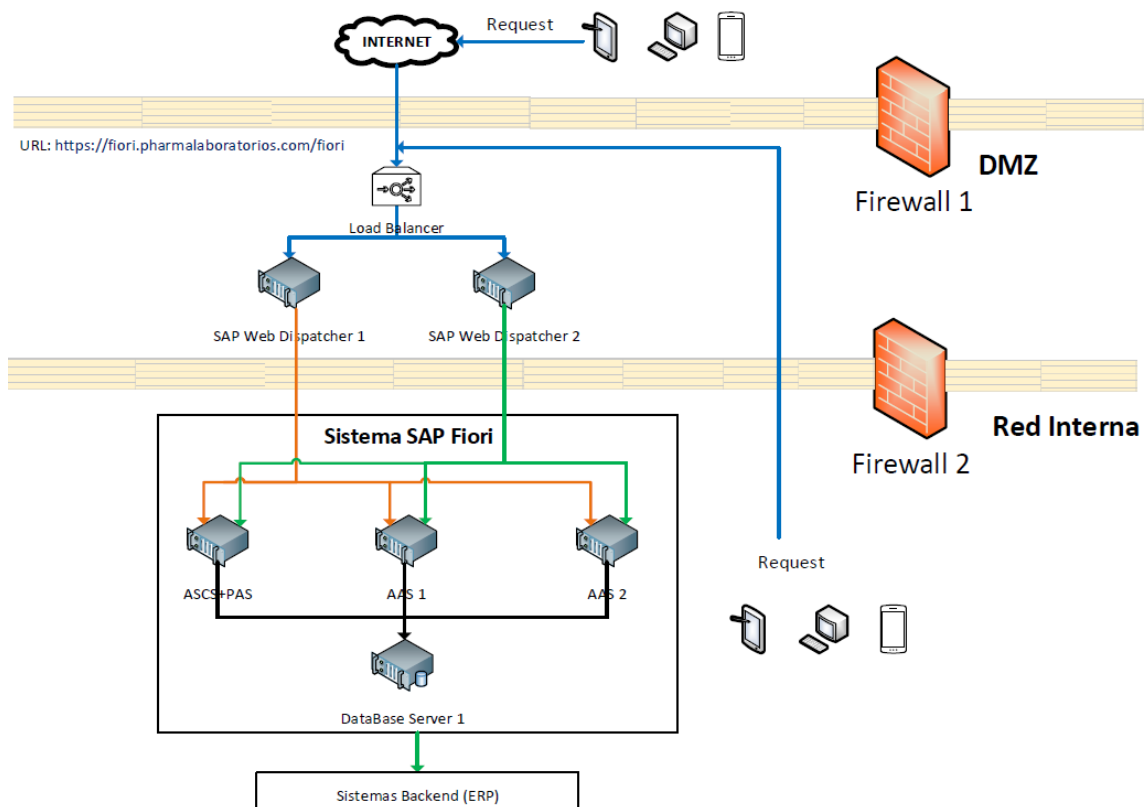 Request
INTERNET
URL: https://fiori.pharmalaboratorios.com/fiori
DMZ
Firewall 1
Load Balancer
SAP Web Dispatcher 1
SAP Web Dispatcher 2
Sistema SAP Fiori
Red Interna
Firewall 2
Request
ASCS+PAS
AAS 1
AAS 2
DataBase Server 1
Sistemas Backend (ERP)